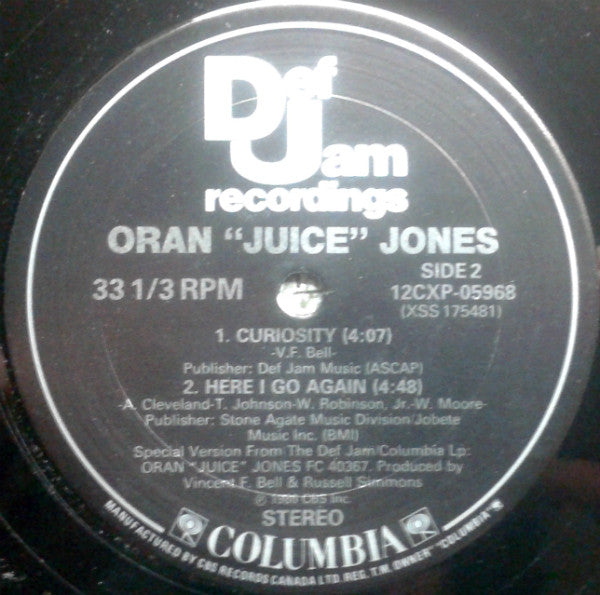 Def
Jam
recordings
ORAN "JUICE" JONES
SIDE 2
33 1/3 RPM
12CXP-05968
(XSS 175481)
1. CURIOSITY (4:07)
-V.F. Bell-
Publisher: Def Jam Music (ASCAP)
2. HERE I GO AGAIN (4:48)
-A. Cleveland-T. Johnson-W. Robinson, Jr.-W. Moore-
Publisher: Stone Agate Music Division/Jobete
Music Inc. (BMI)
Special Version From The Def Jam/Columbia Lp:
ORAN "JUICE" JONES FC 40367. Produced by
Vincent F. Bell & Russell Simmons
℗ 1986 CBS Inc.
STEREO
COLUMBIA
MANUFACTURED BY CBS RECORDS CANADA LTD. REG. T.M. OWNER "COLUMBIA"